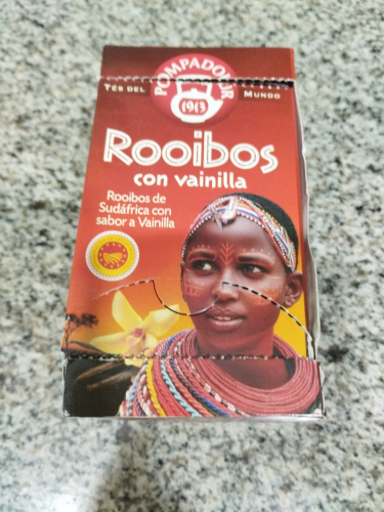 POMPADOUR
TÉS DEL MUNDO
1913
Rooibos
con vainilla
Rooibos de
Sudáfrica con
sabor a Vainilla